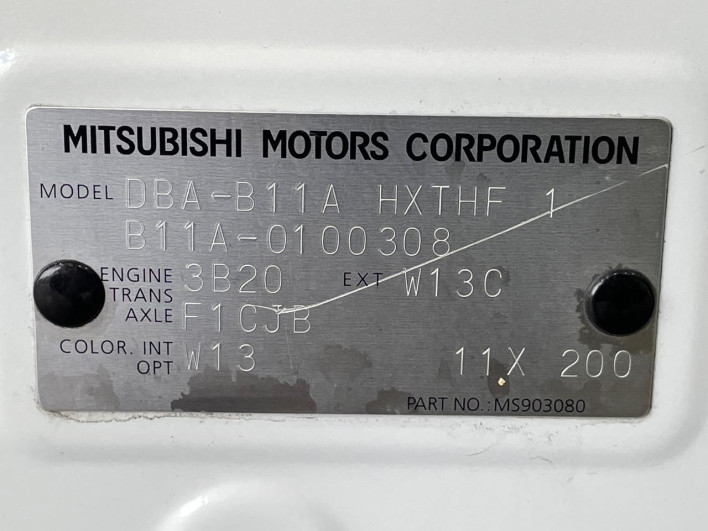 MITSUBISHI MOTORS CORPORATION
MODEL DBA-B11A HXTHF 1
B11A-0100308
ENGINE 3B20 EXT W13C
TRANS
AXLE F1CJB
COLOR. INT W13 11X 200
OPT
PART NO.:MS903080